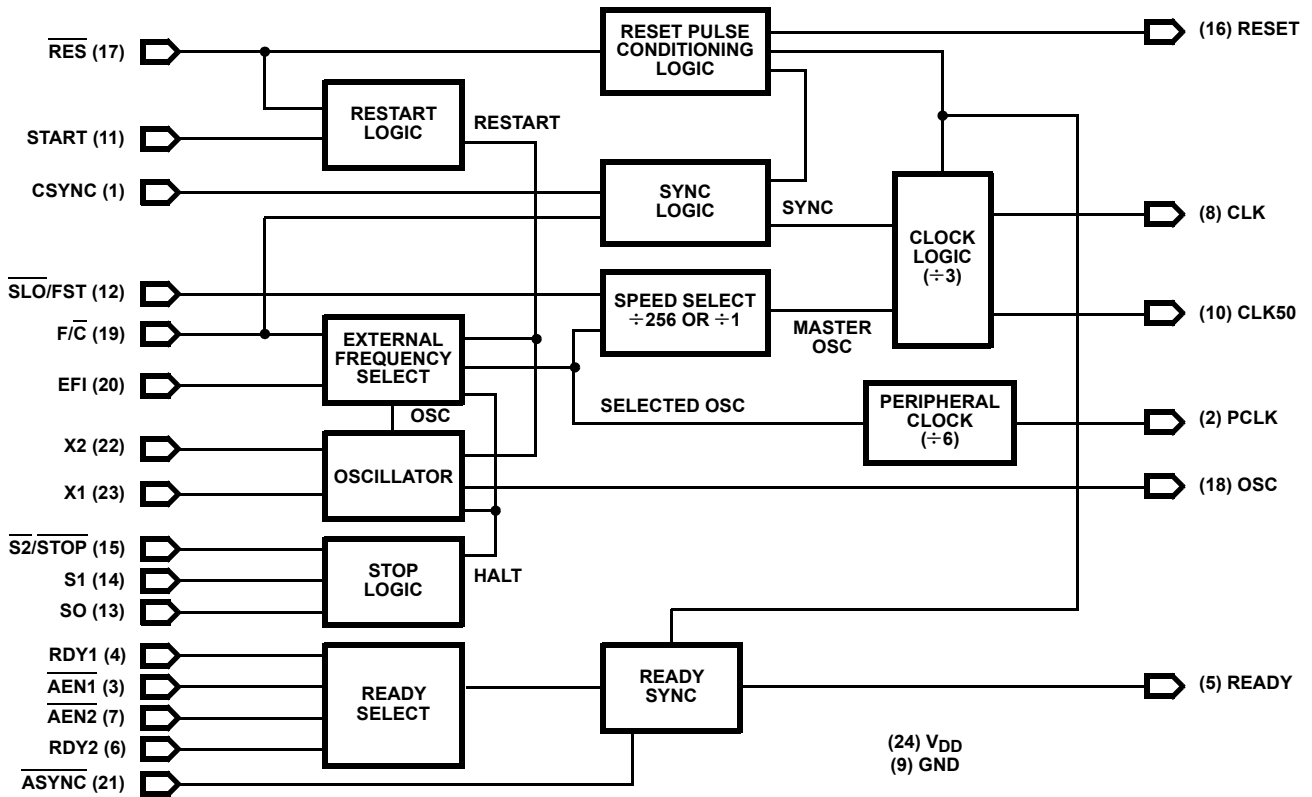 RES (17)
START (11)
CSYNC (1)
SLO/FST (12)
F/C (19)
EFI (20)
X2 (22)
X1 (23)
S2/STOP (15)
S1 (14)
SO (13)
RDY1 (4)
AEN1 (3)
AEN2 (7)
RDY2 (6)
ASYNC (21)
RESTART
LOGIC
RESTART
EXTERNAL
FREQUENCY
SELECT
OSC
OSCILLATOR
STOP
LOGIC
HALT
READY
SELECT
RESET PULSE
CONDITIONING
LOGIC
SYNC
LOGIC
SYNC
SPEED SELECT
÷256 OR ÷1
MASTER
OSC
SELECTED OSC
READY
SYNC
CLOCK
LOGIC
(÷3)
PERIPHERAL
CLOCK
(÷6)
(16) RESET
(8) CLK
(10) CLK50
(2) PCLK
(18) OSC
(5) READY
(24) VDD
(9) GND